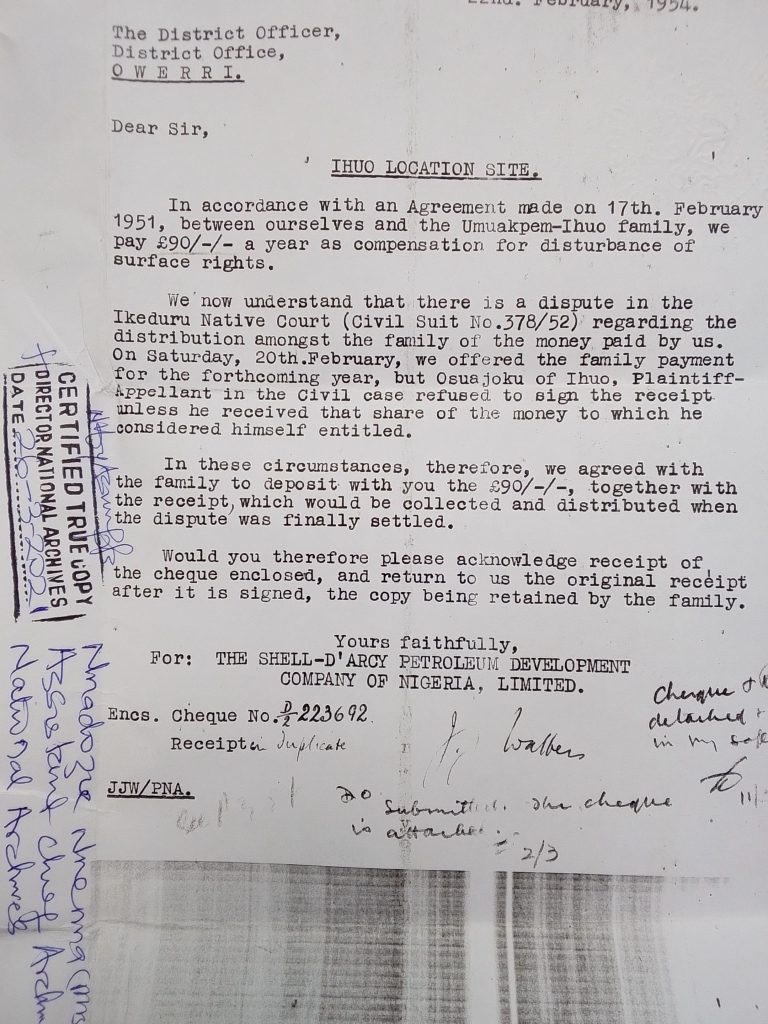 22nd. February, 1954.
The District Officer,
District Office,
O W E R R I.
Dear Sir,
IHUO LOCATION SITE.
In accordance with an Agreement made on 17th. February
1951, between ourselves and the Umuakpem-Ihuo family, we
pay £90/-/- a year as compensation for disturbance of
surface rights.
We now understand that there is a dispute in the
Ikeduru Native Court (Civil Suit No.378/52) regarding the
distribution amongst the family of the money paid by us.
On Saturday, 20th.February, we offered the family payment
for the forthcoming year, but Osuajoku of Ihuo, Plaintiff-
Appellant in the Civil case refused to sign the receipt
unless he received that share of the money to which he
considered himself entitled.
In these circumstances, therefore, we agreed with
the family to deposit with you the £90/-/-, together with
the receipt, which would be collected and distributed when
the dispute was finally settled.
Would you therefore please acknowledge receipt of
the cheque enclosed, and return to us the original receipt
after it is signed, the copy being retained by the family.
Yours faithfully,
For: THE SHELL-D'ARCY PETROLEUM DEVELOPMENT
COMPANY OF NIGERIA, LIMITED.
Encs. Cheque No. D/2 223692.
Receipt in duplicate
JJW/PNA.
cheque
detached
in my safe
DO
Submitted. The cheque
is attached.
2/3
CERTIFIED TRUE COPY
DIRECTOR NATIONAL ARCHIVES
DATE 26-3-2021
Nnadozie Nnenna (Mrs
Assistant Chief
National Archives